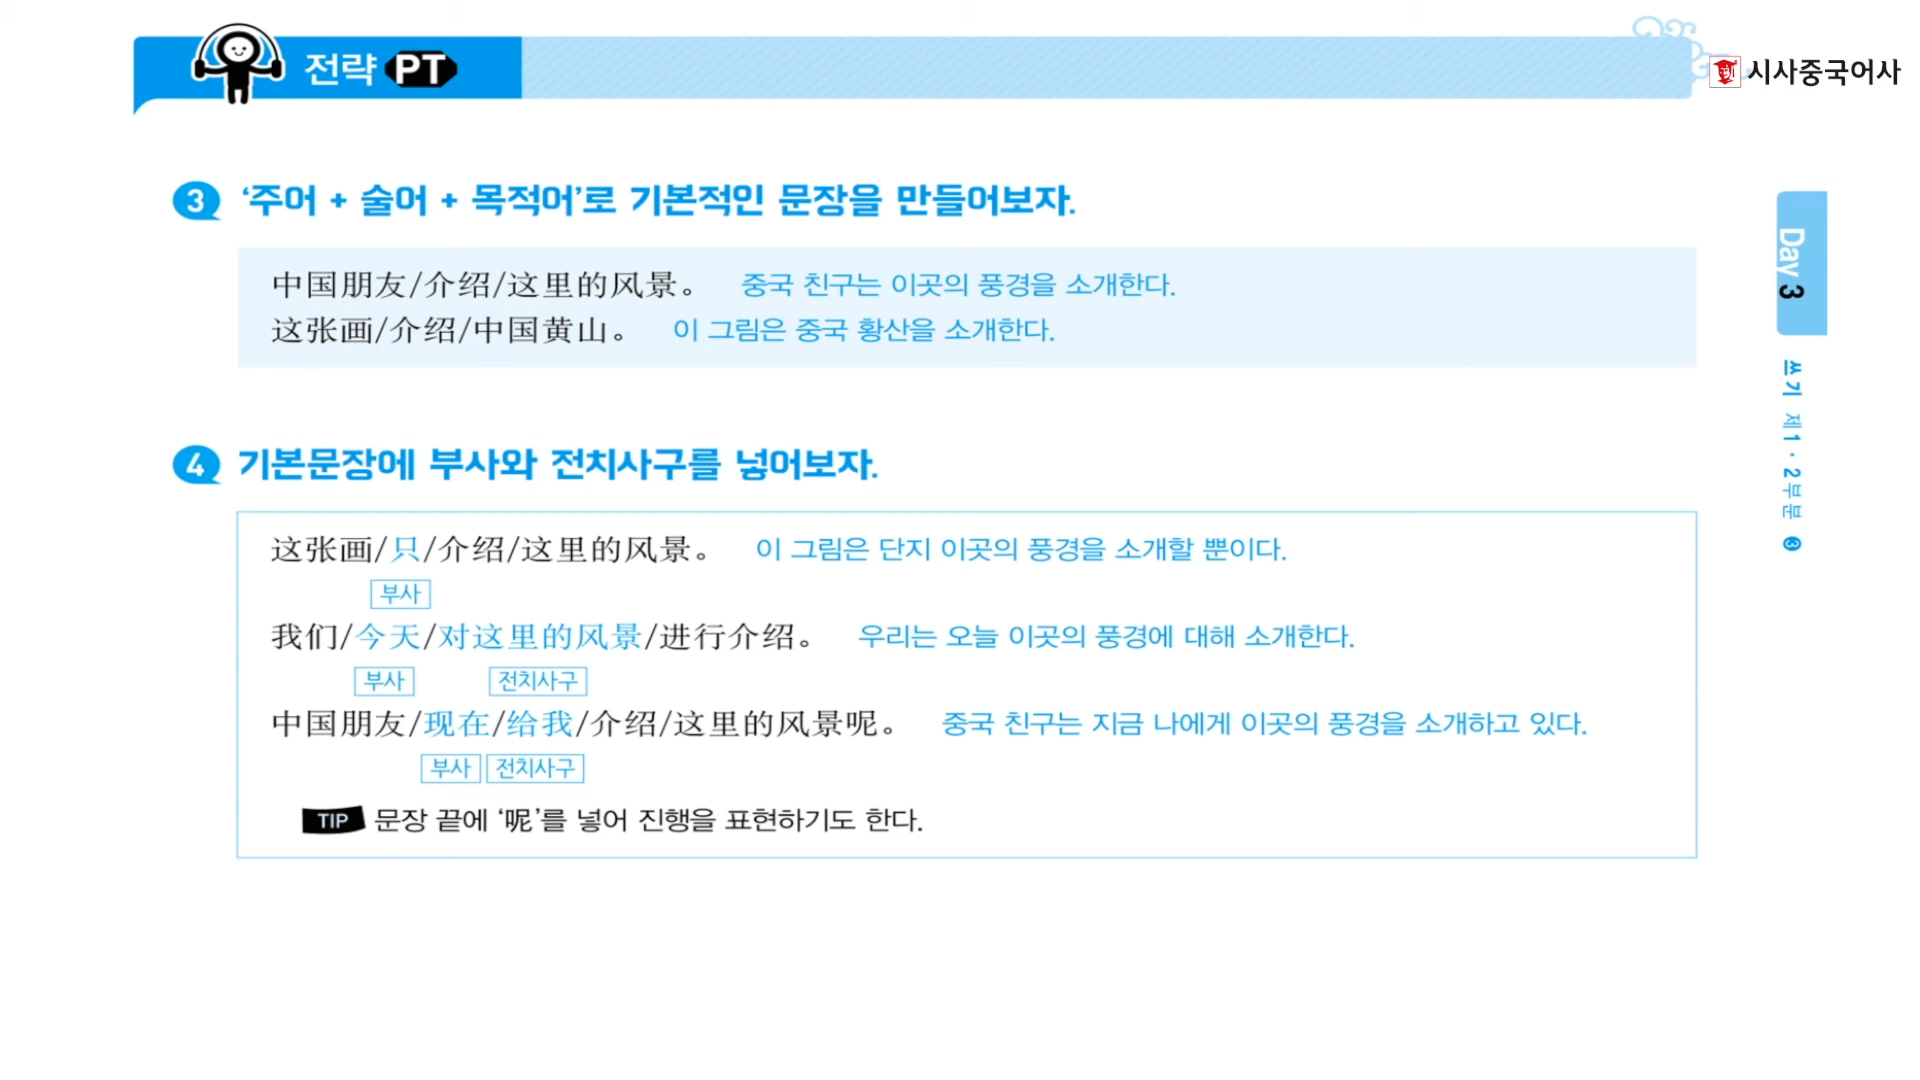 전략 PT
시사중국어사
3 ‘주어 + 술어 + 목적어’로 기본적인 문장을 만들어보자.
中国朋友/介绍/这里的风景。 중국 친구는 이곳의 풍경을 소개한다.
这张画/介绍/中国黄山。 이 그림은 중국 황산을 소개한다.
4 기본문장에 부사와 전치사구를 넣어보자.
这张画/只/介绍/这里的风景。 이 그림은 단지 이곳의 풍경을 소개할 뿐이다.
부사
我们/今天/对这里的风景/进行介绍。 우리는 오늘 이곳의 풍경에 대해 소개한다.
부사 전치사구
中国朋友/现在/给我/介绍/这里的风景呢。 중국 친구는 지금 나에게 이곳의 풍경을 소개하고 있다.
부사 전치사구
TIP 문장 끝에 ‘呢’를 넣어 진행을 표현하기도 한다.
Day 3
쓰기 제1·2부분 3